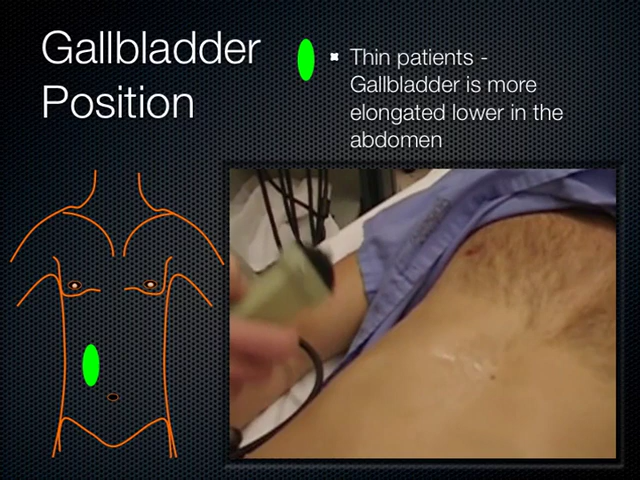 Gallbladder
Position
Thin patients -
Gallbladder is more
elongated lower in the
abdomen